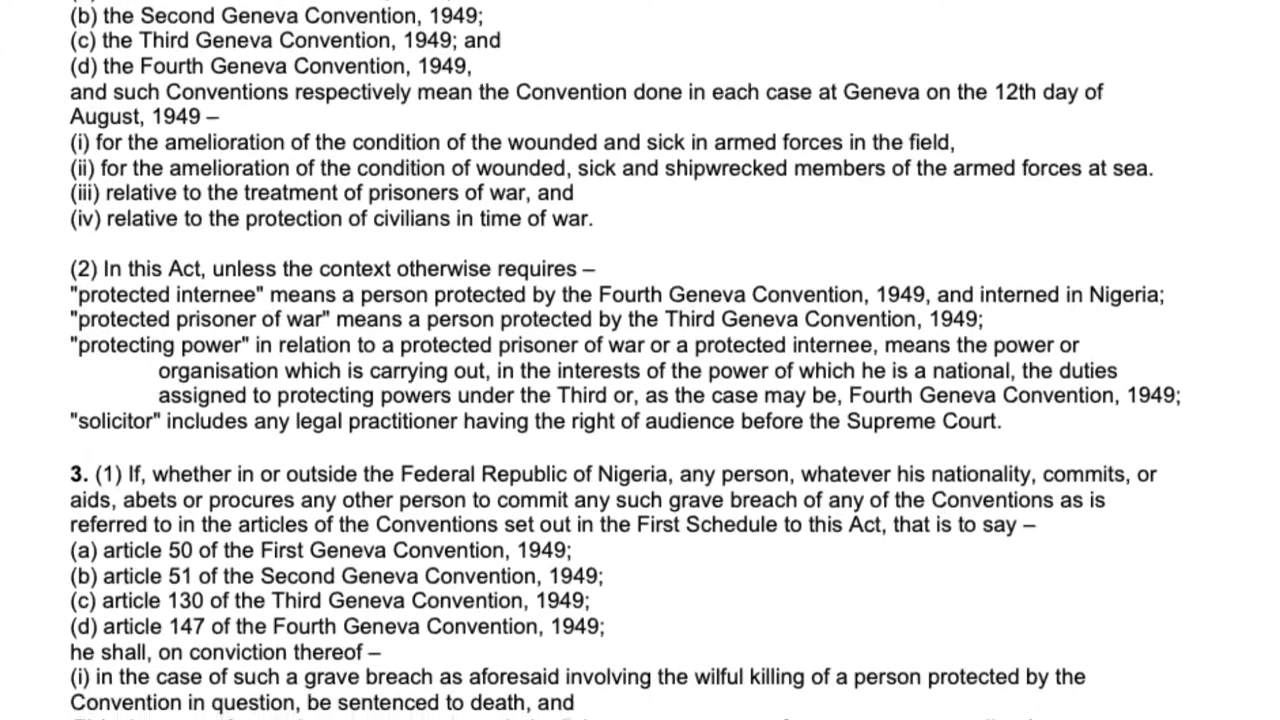 (b) the Second Geneva Convention, 1949;
(c) the Third Geneva Convention, 1949; and
(d) the Fourth Geneva Convention, 1949,
and such Conventions respectively mean the Convention done in each case at Geneva on the 12th day of
August, 1949 –
(i) for the amelioration of the condition of the wounded and sick in armed forces in the field,
(ii) for the amelioration of the condition of wounded, sick and shipwrecked members of the armed forces at sea.
(iii) relative to the treatment of prisoners of war, and
(iv) relative to the protection of civilians in time of war.
(2) In this Act, unless the context otherwise requires –
"protected internee" means a person protected by the Fourth Geneva Convention, 1949, and interned in Nigeria;
"protected prisoner of war" means a person protected by the Third Geneva Convention, 1949;
"protecting power" in relation to a protected prisoner of war or a protected internee, means the power or
organisation which is carrying out, in the interests of the power of which he is a national, the duties
assigned to protecting powers under the Third or, as the case may be, Fourth Geneva Convention, 1949;
"solicitor" includes any legal practitioner having the right of audience before the Supreme Court.
3. (1) If, whether in or outside the Federal Republic of Nigeria, any person, whatever his nationality, commits, or
aids, abets or procures any other person to commit any such grave breach of any of the Conventions as is
referred to in the articles of the Conventions set out in the First Schedule to this Act, that is to say –
(a) article 50 of the First Geneva Convention, 1949;
(b) article 51 of the Second Geneva Convention, 1949;
(c) article 130 of the Third Geneva Convention, 1949;
(d) article 147 of the Fourth Geneva Convention, 1949;
he shall, on conviction thereof –
(i) in the case of such a grave breach as aforesaid involving the wilful killing of a person protected by the
Convention in question, be sentenced to death, and